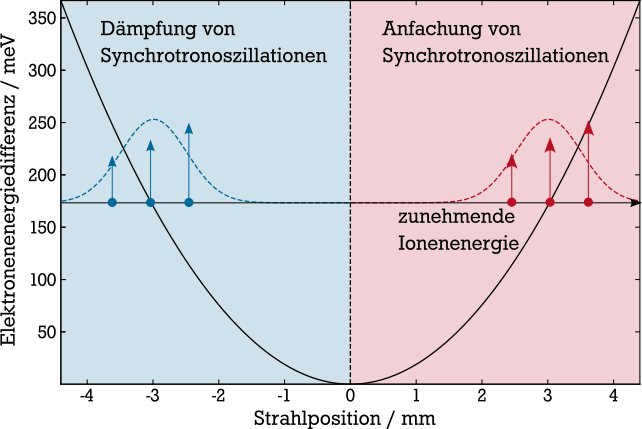 Dämpfung von
Synchrotronoszillationen
Anfachung von
Synchrotronoszillationen
zunehmende
Ionenenergie
Elektronenenergiedifferenz / meV
350
300
250
200
150
100
50
-4 -3 -2 -1 0 1 2 3 4
Strahlposition / mm